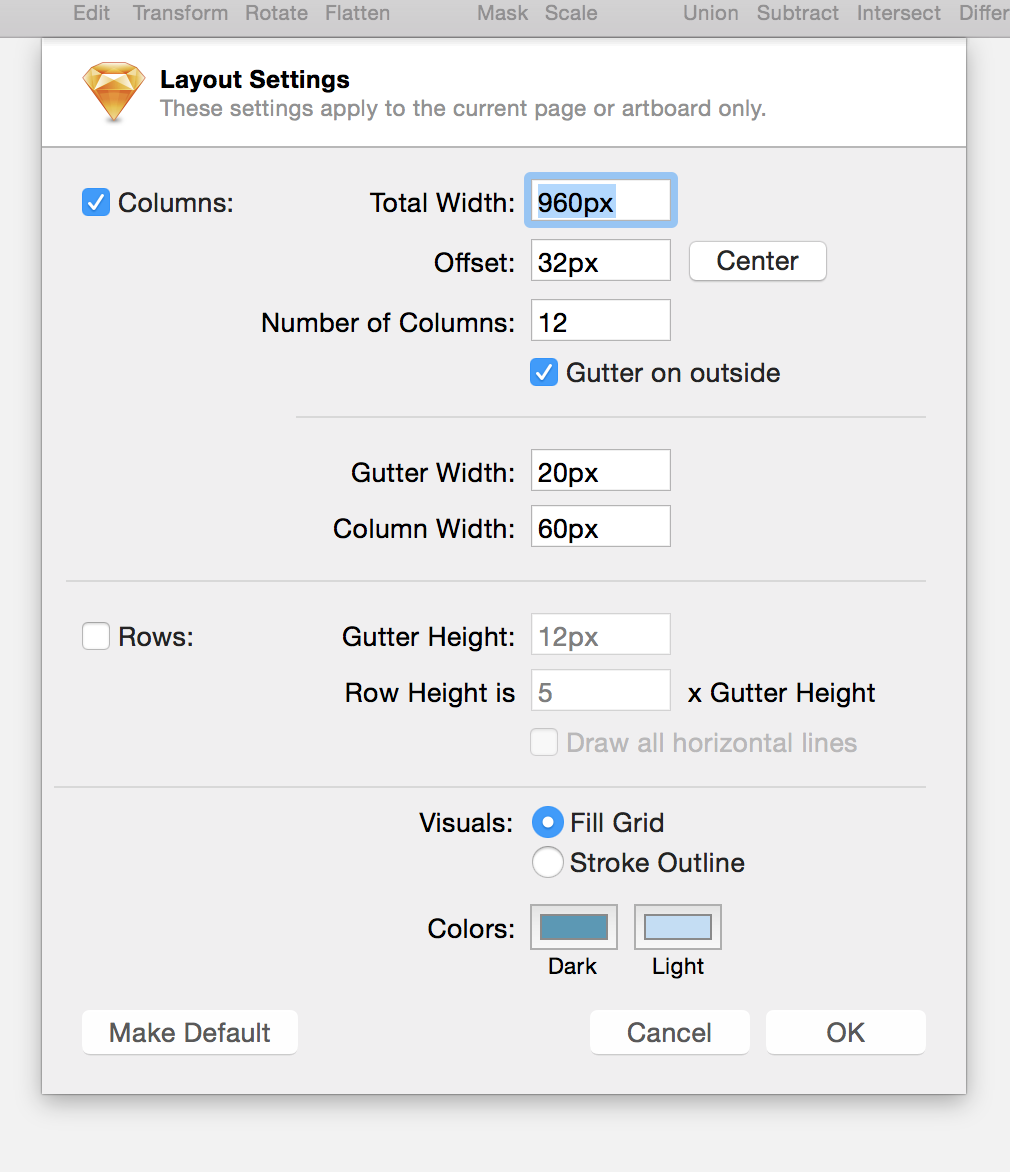 Edit Transform Rotate Flatten Mask Scale Union Subtract Intersect Differ
Layout Settings
These settings apply to the current page or artboard only.
Columns: Total Width: 960px
Offset: 32px Center
Number of Columns: 12
Gutter on outside
Gutter Width: 20px
Column Width: 60px
Rows: Gutter Height: 12px
Row Height is 5 x Gutter Height
Draw all horizontal lines
Visuals: Fill Grid
Stroke Outline
Colors:
Dark Light
Make Default Cancel OK